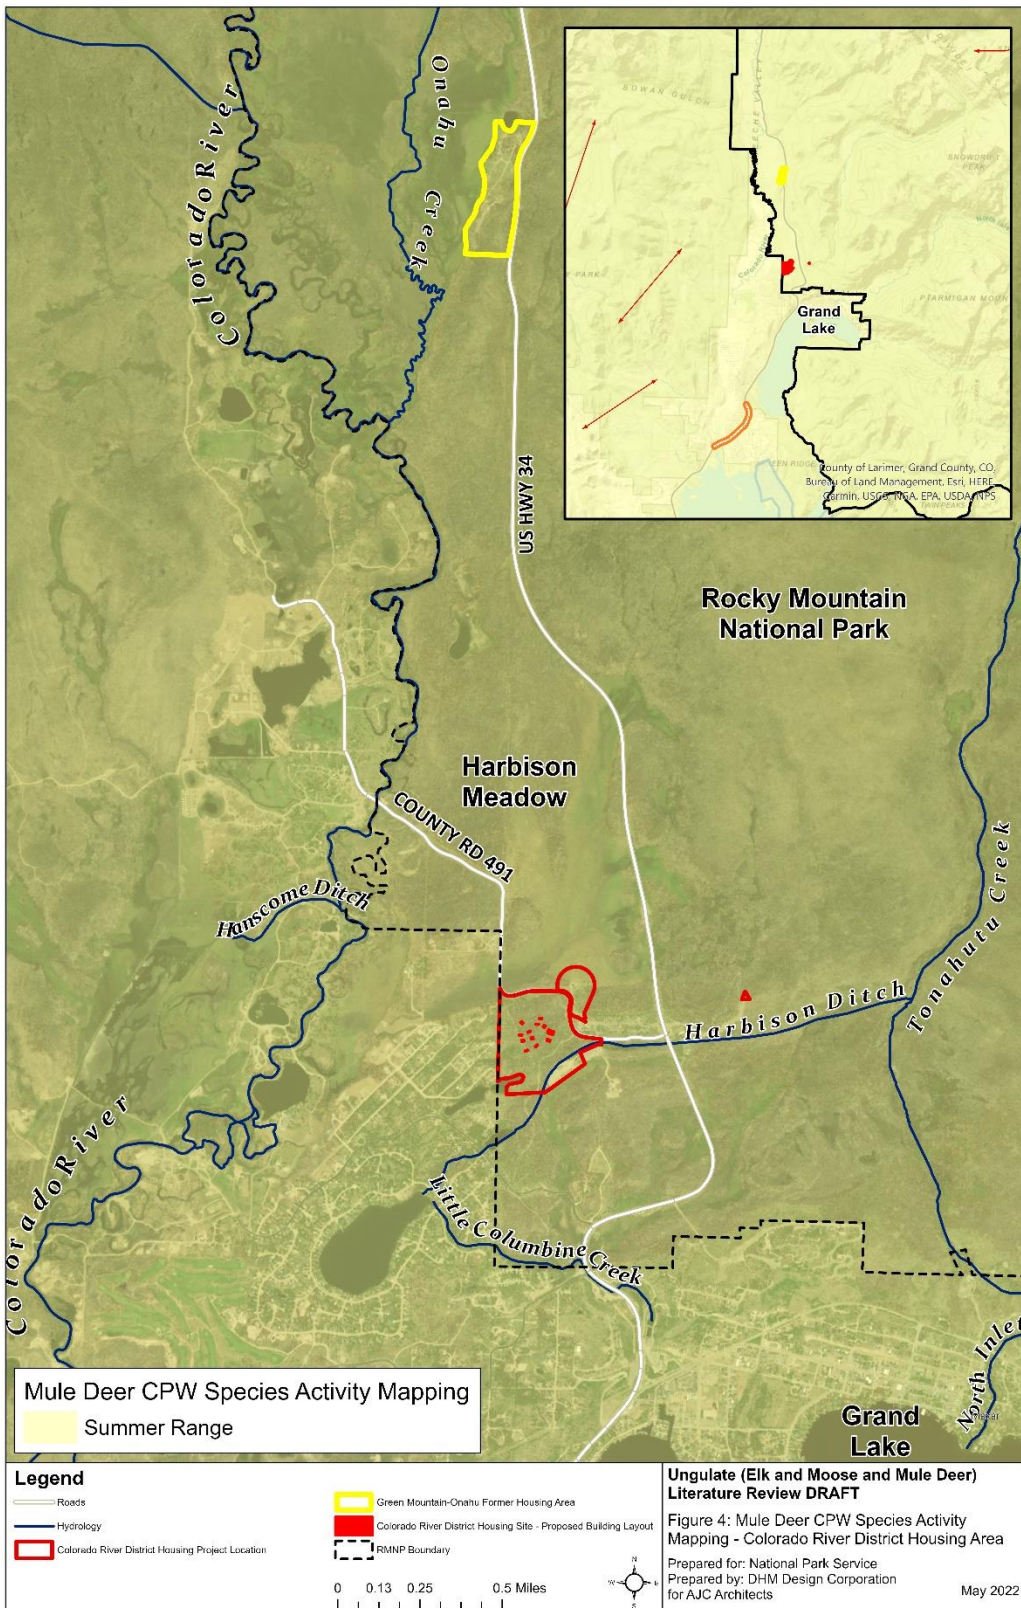 Onahu Creek
Colorado River
BOWAN GULCH
SNOWDRIFT
PEAK
Colorado River
E PARK
PTARMIGAN MOUN
Grand
Lake
County of Larimer, Grand County, CO,
Bureau of Land Management, Esri, HERE,
Garmin, USGS, NGA, EPA, USDA, NPS
US HWY 34
Rocky Mountain
National Park
Harbison
Meadow
COUNTY RD 491
Hanscome Ditch
Tonahutu Creek
Harbison Ditch
Colorado River
Little Columbine Creek
North Inlet
Grand
Lake
Mule Deer CPW Species Activity Mapping
Summer Range
Legend
Roads
Hydrology
Colorado River District Housing Project Location
Green Mountain-Onahu Former Housing Area
Colorado River District Housing Site - Proposed Building Layout
RMNP Boundary
0 0.13 0.25 0.5 Miles
N
W E
S
Ungulate (Elk and Moose and Mule Deer)
Literature Review DRAFT
Figure 4: Mule Deer CPW Species Activity
Mapping - Colorado River District Housing Area
Prepared for: National Park Service
Prepared by: DHM Design Corporation
for AJC Architects
May 2022